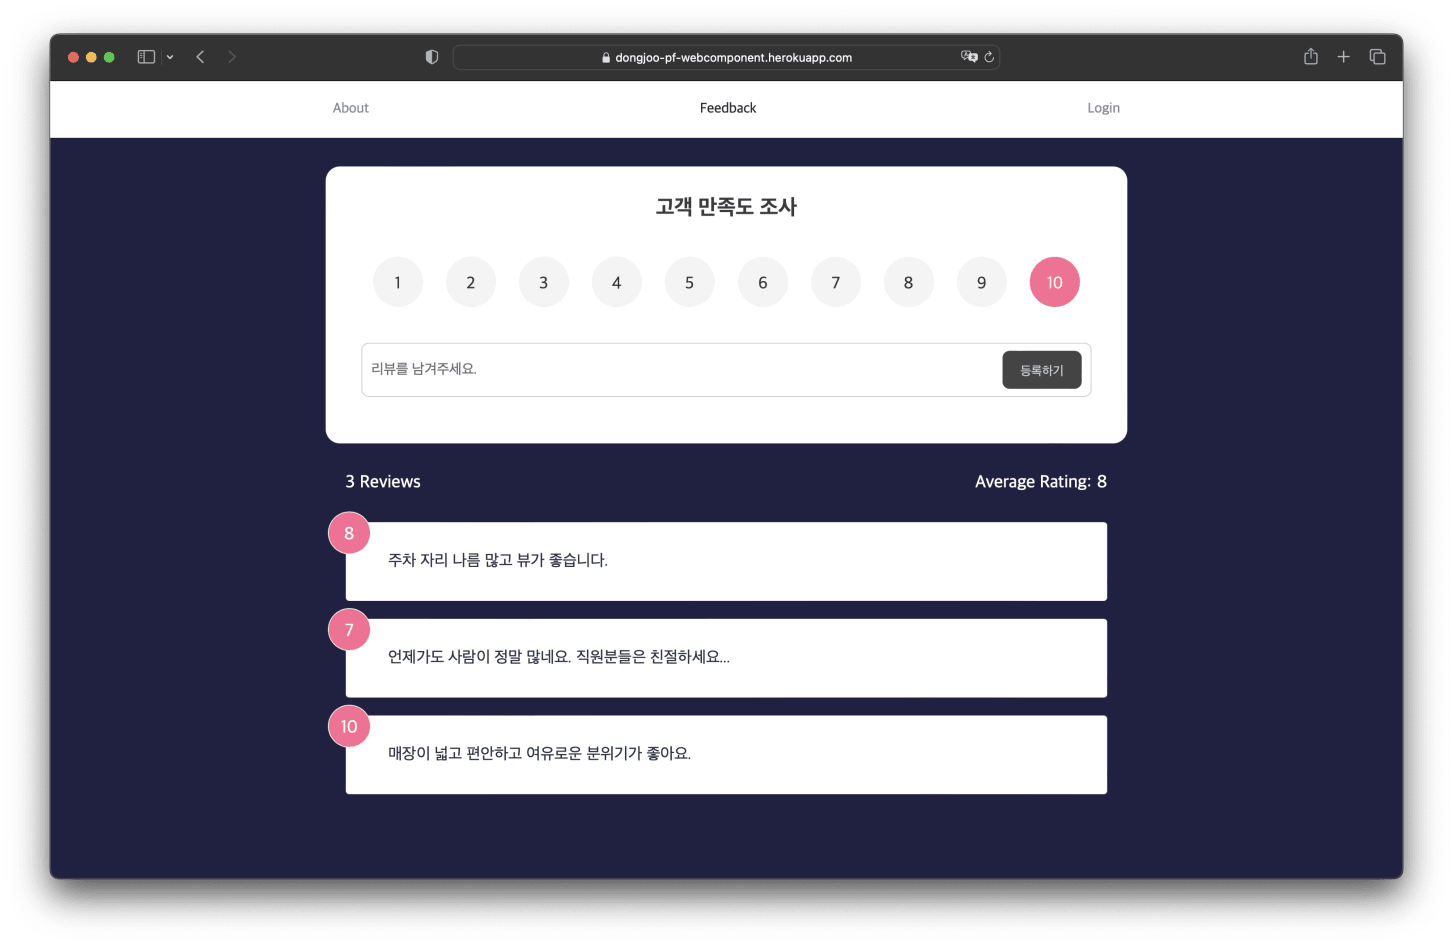 dongjoo-pf-webcomponent.herokuapp.com
About Feedback Login
고객 만족도 조사
1 2 3 4 5 6 7 8 9 10
리뷰를 남겨주세요. 등록하기
3 Reviews Average Rating: 8
8
주차 자리 나름 많고 뷰가 좋습니다.
7
언제가도 사람이 정말 많네요. 직원분들은 친절하세요...
10
매장이 넓고 편안하고 여유로운 분위기가 좋아요.